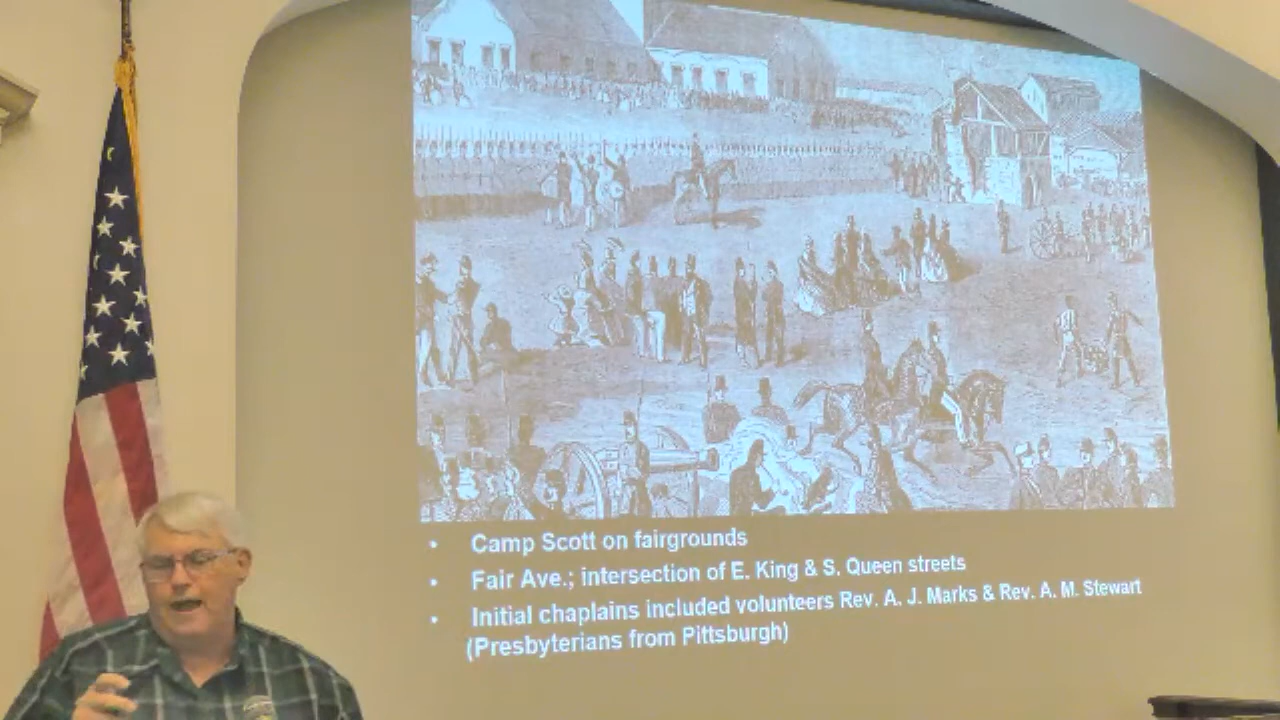 • Camp Scott on fairgrounds
• Fair Ave.; intersection of E. King & S. Queen streets
• Initial chaplains included volunteers Rev. A. J. Marks & Rev. A. M. Stewart
(Presbyterians from Pittsburgh)